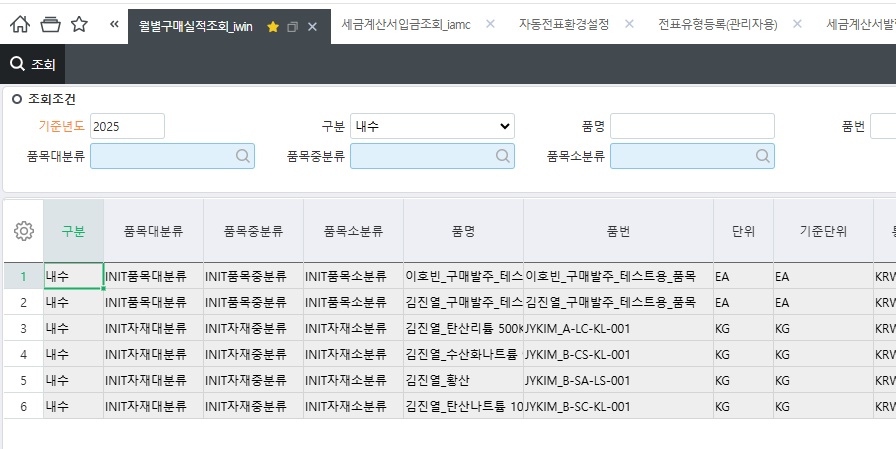 « 월별구매실적조회_iwin 세금계산서입금조회_iamc 자동전표환경설정 전표유형등록(관리자용) 세금계산서발
조회
조회조건
기준년도 2025 구분 내수 품명 품번
품목대분류 품목중분류 품목소분류
구분 품목대분류 품목중분류 품목소분류 품명 품번 단위 기준단위
1 내수 INIT품목대분류 INIT품목중분류 INIT품목소분류 이호빈_구매발주_테스 이호빈_구매발주_테스트용_품목 EA EA KRW
2 내수 INIT품목대분류 INIT품목중분류 INIT품목소분류 김진열_구매발주_테스 김진열_구매발주_테스트용_품목 EA EA KRW
3 내수 INIT자재대분류 INIT자재중분류 INIT자재소분류 김진열_탄산리튬 500K JYKIM_A-LC-KL-001 KG KG KRW
4 내수 INIT자재대분류 INIT자재중분류 INIT자재소분류 김진열_수산화나트륨 JYKIM_B-CS-KL-001 KG KG KRW
5 내수 INIT자재대분류 INIT자재중분류 INIT자재소분류 김진열_황산 JYKIM_B-SA-LS-001 KG KG KRW
6 내수 INIT자재대분류 INIT자재중분류 INIT자재소분류 김진열_탄산나트륨 10 JYKIM_B-SC-KL-001 KG KG KRW